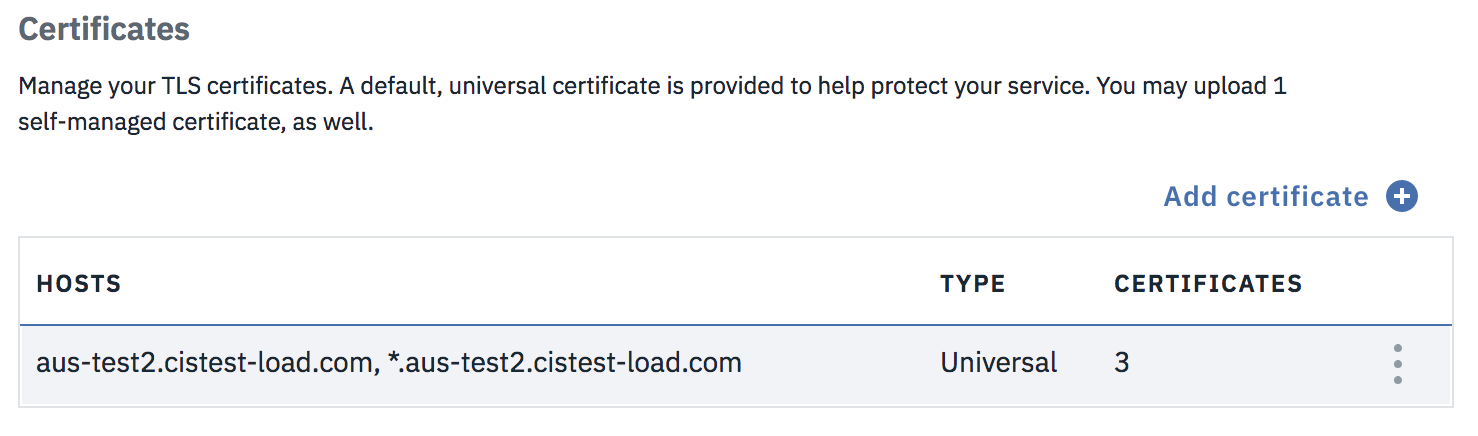 Certificates
Manage your TLS certificates. A default, universal certificate is provided to help protect your service. You may upload 1
self-managed certificate, as well.
Add certificate
HOSTS TYPE CERTIFICATES
aus-test2.cistest-load.com, *.aus-test2.cistest-load.com Universal 3